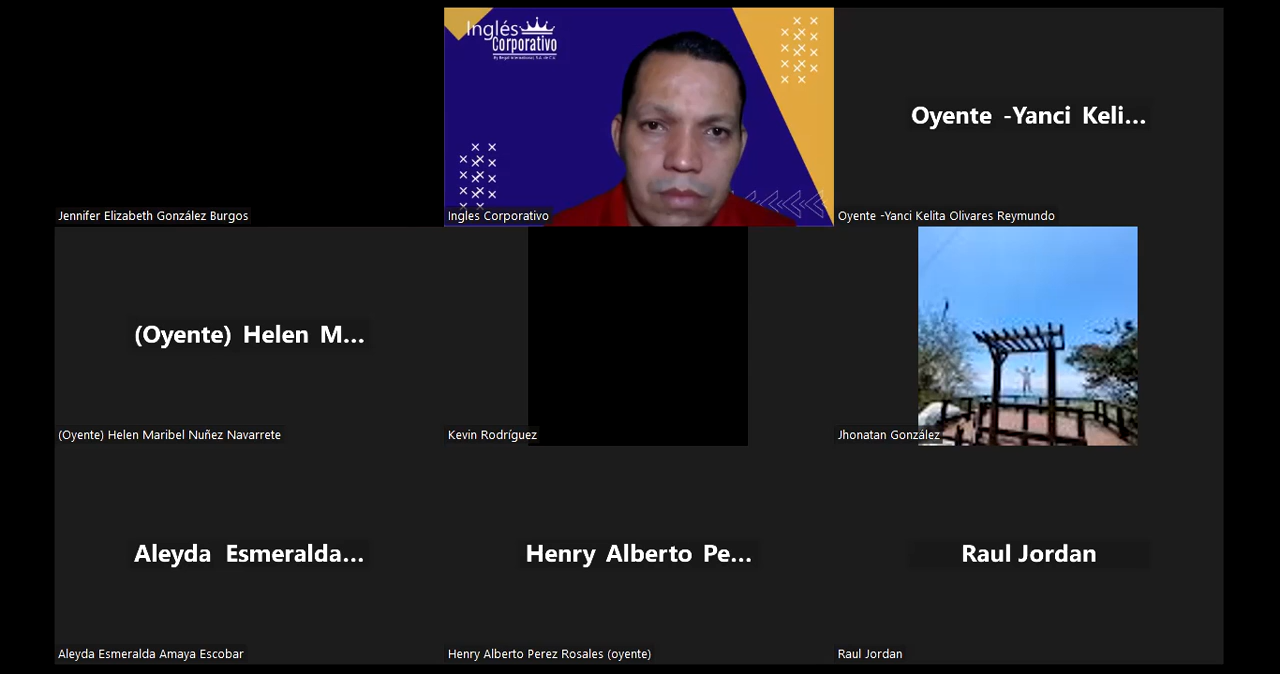 Inglés
Corporativo
Oyente -Yanci Keli...
Jennifer Elizabeth González Burgos
Ingles Corporativo
Oyente -Yanci Kelita Olivares Reymundo
(Oyente) Helen M...
(Oyente) Helen Maribel Nuñez Navarrete
Kevin Rodríguez
Jhonatan González
Aleyda Esmeralda...
Henry Alberto Pe...
Raul Jordan
Aleyda Esmeralda Amaya Escobar
Henry Alberto Perez Rosales (oyente)
Raul Jordan